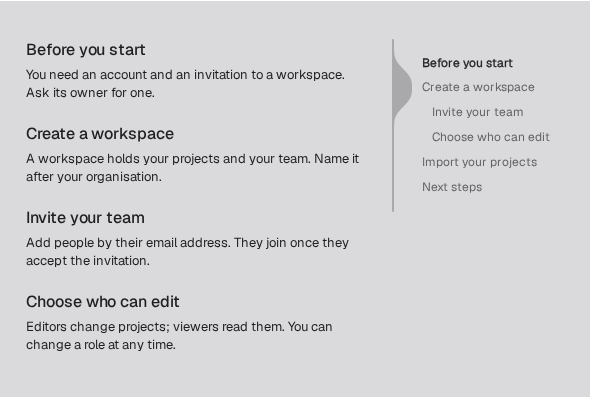 Before you start
You need an account and an invitation to a workspace.
Ask its owner for one.
Create a workspace
A workspace holds your projects and your team. Name it
after your organisation.
Invite your team
Add people by their email address. They join once they
accept the invitation.
Choose who can edit
Editors change projects; viewers read them. You can
change a role at any time.
Before you start
Create a workspace
Invite your team
Choose who can edit
Import your projects
Next steps